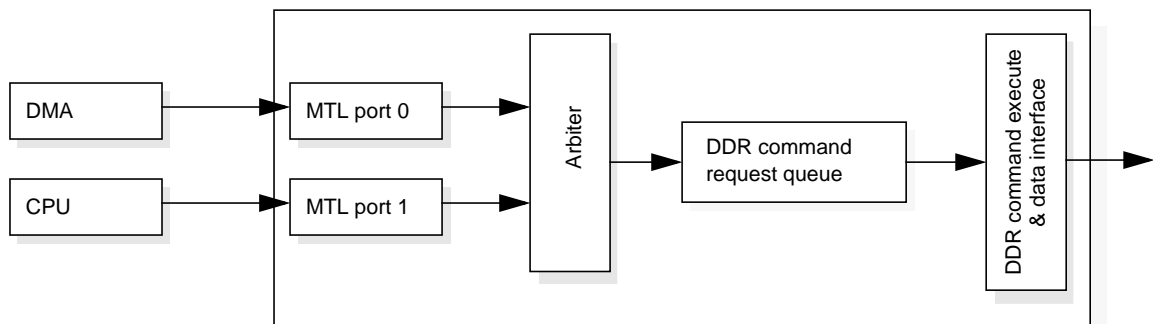 DMA
MTL port 0
CPU
MTL port 1
Arbiter
DDR command
request queue
DDR command execute
& data interface